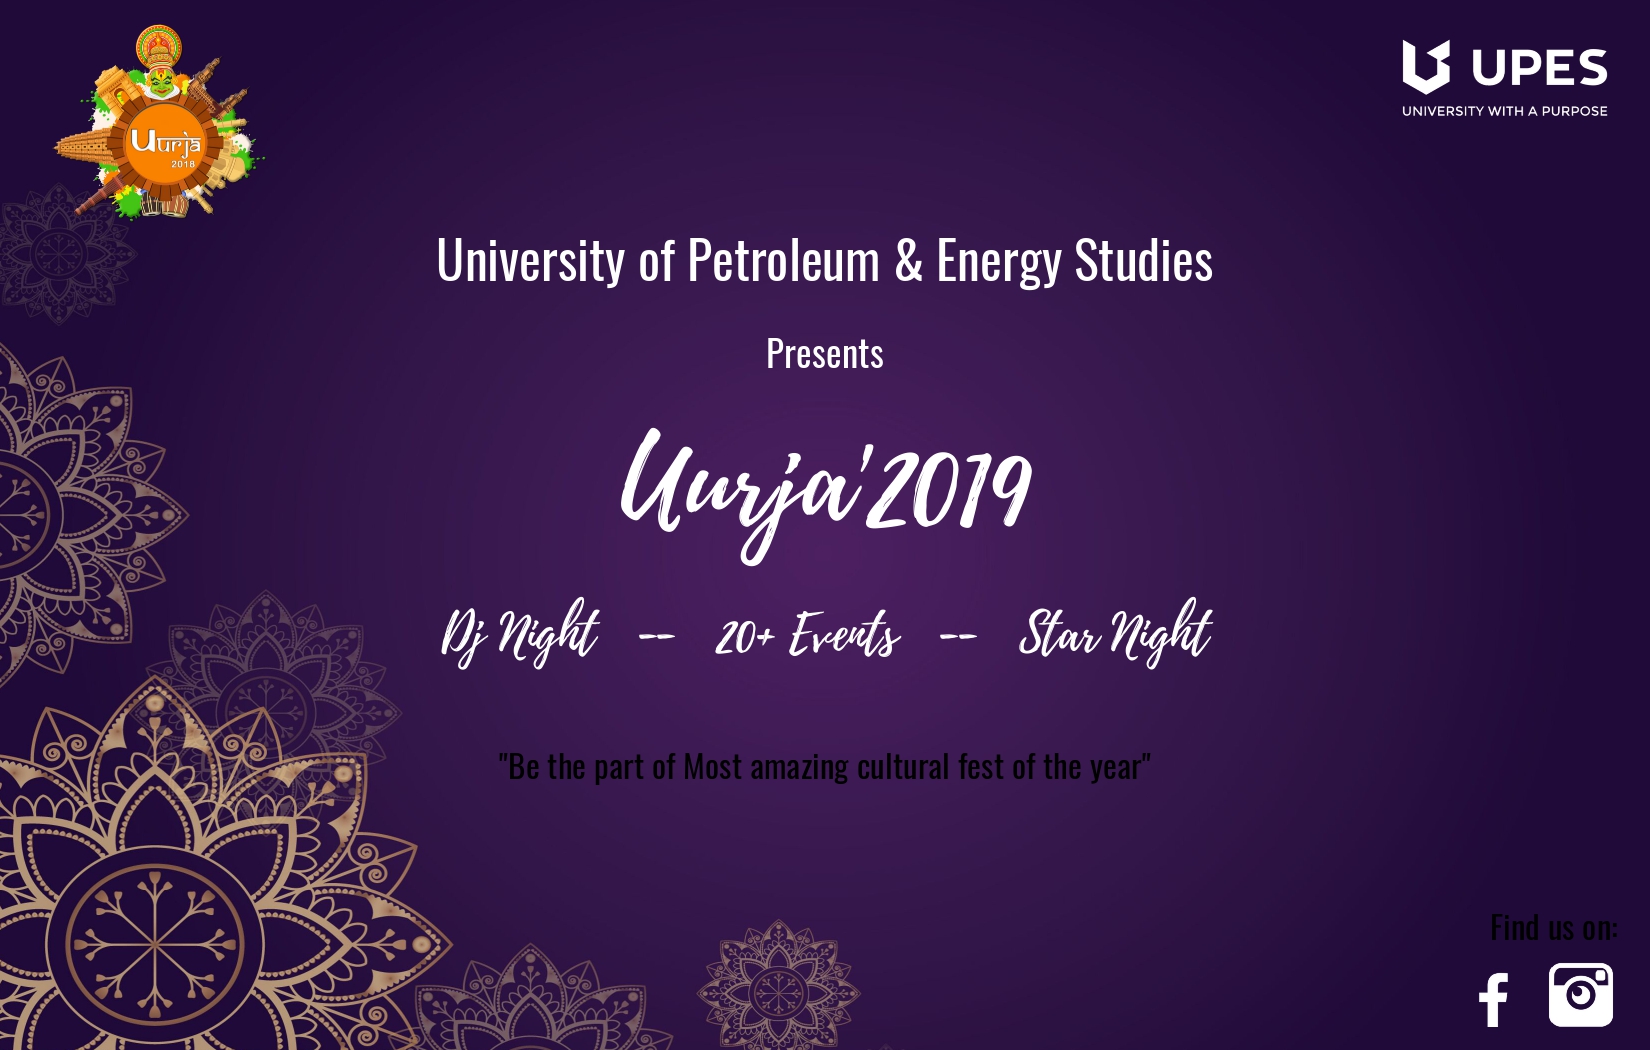 Uurja
2018
UPES
UNIVERSITY WITH A PURPOSE
University of Petroleum & Energy Studies
Presents
Uurja'2019
Dj Night -- 20+ Events -- Star Night
"Be the part of Most amazing cultural fest of the year"
Find us on: